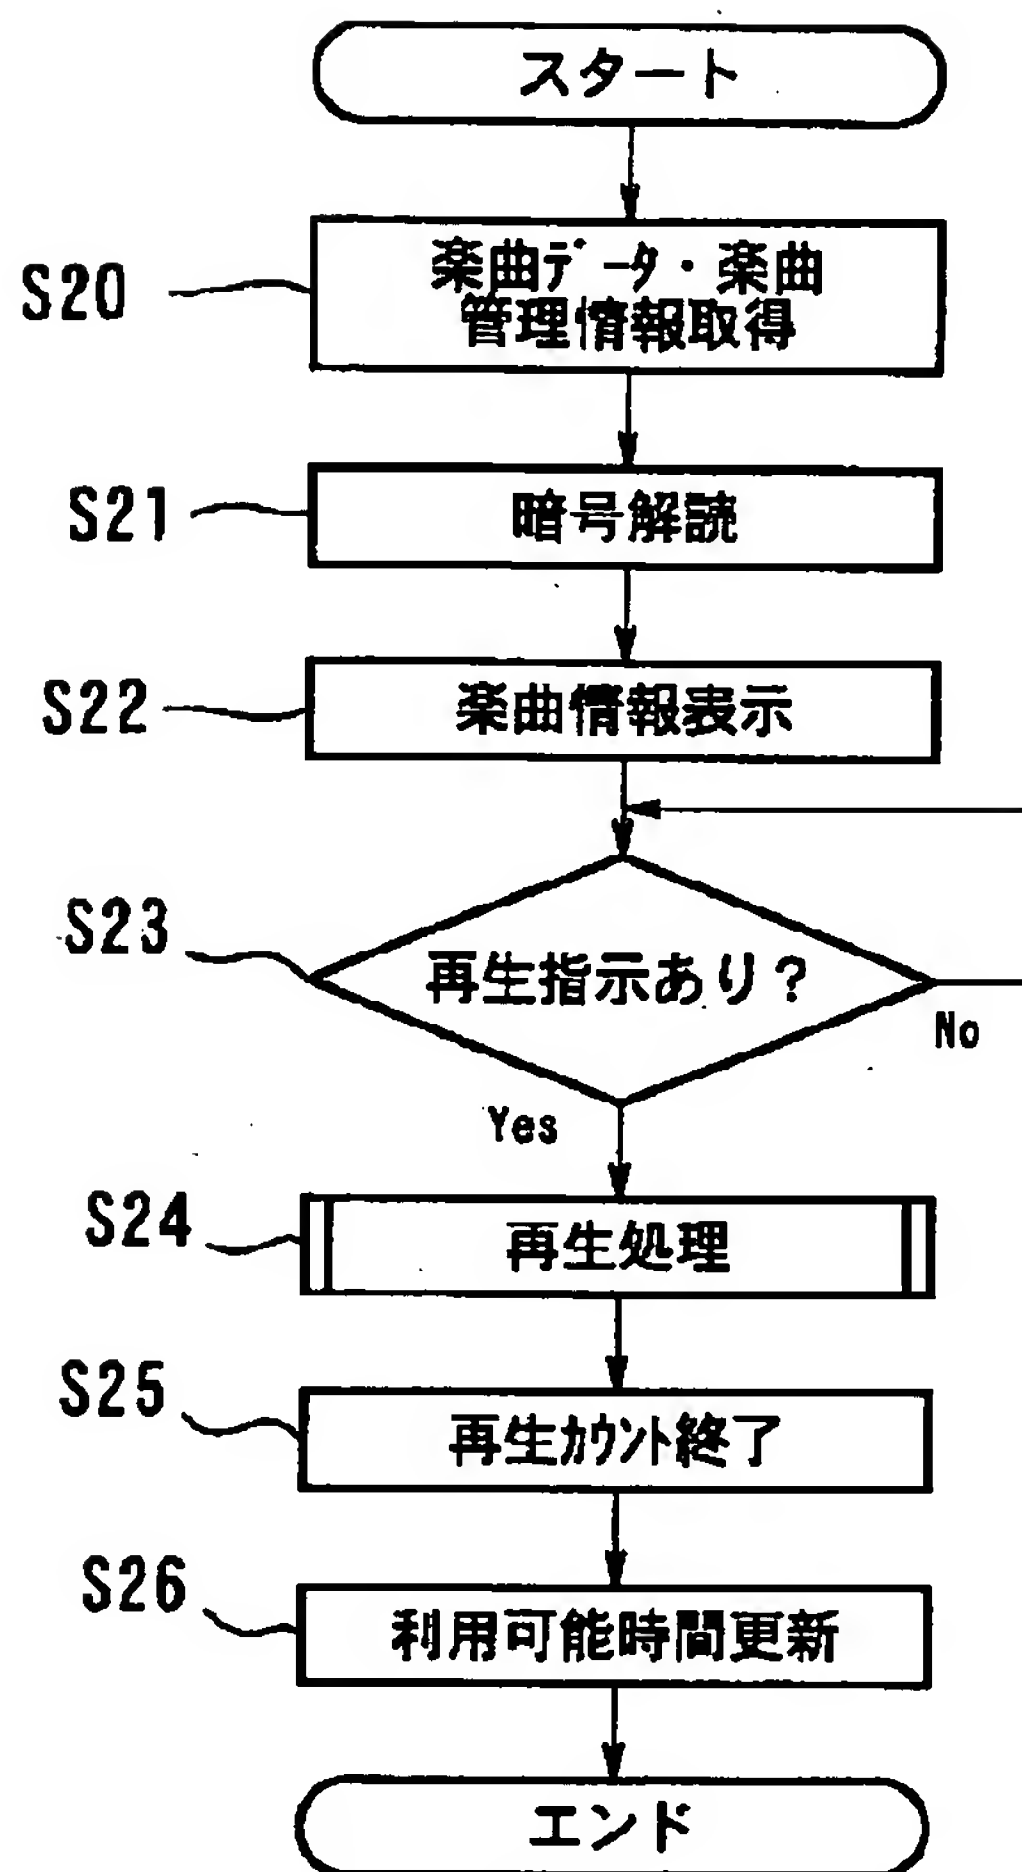 スタート
S20
楽曲ﾃﾞｰﾀ・楽曲
管理情報取得
S21
暗号解読
S22
楽曲情報表示
S23
再生指示あり？
No
Yes
S24
再生処理
S25
再生ｶｳﾝﾄ終了
S26
利用可能時間更新
エンド